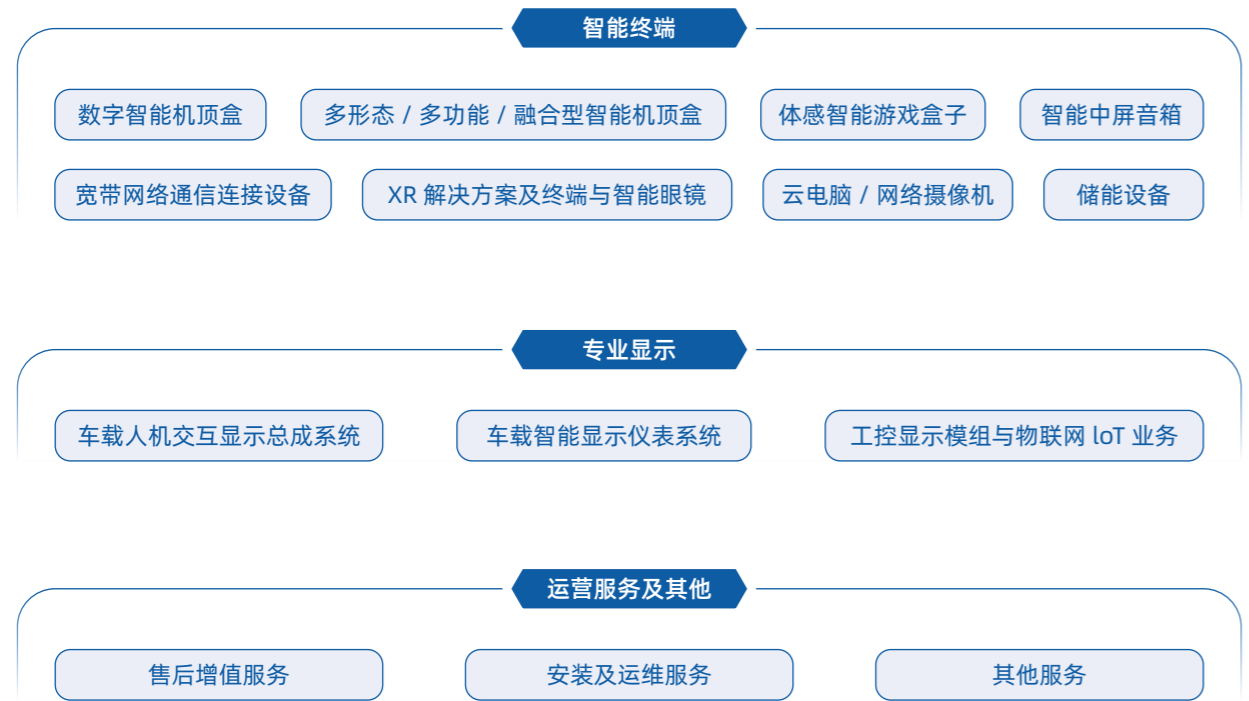 智能终端
数字智能机顶盒
多形态 / 多功能 / 融合型智能机顶盒
体感智能游戏盒子
智能中屏音箱
宽带网络通信连接设备
XR 解决方案及终端与智能眼镜
云电脑 / 网络摄像机
储能设备
专业显示
车载人机交互显示总成系统
车载智能显示仪表系统
工控显示模组与物联网 loT 业务
运营服务及其他
售后增值服务
安装及运维服务
其他服务